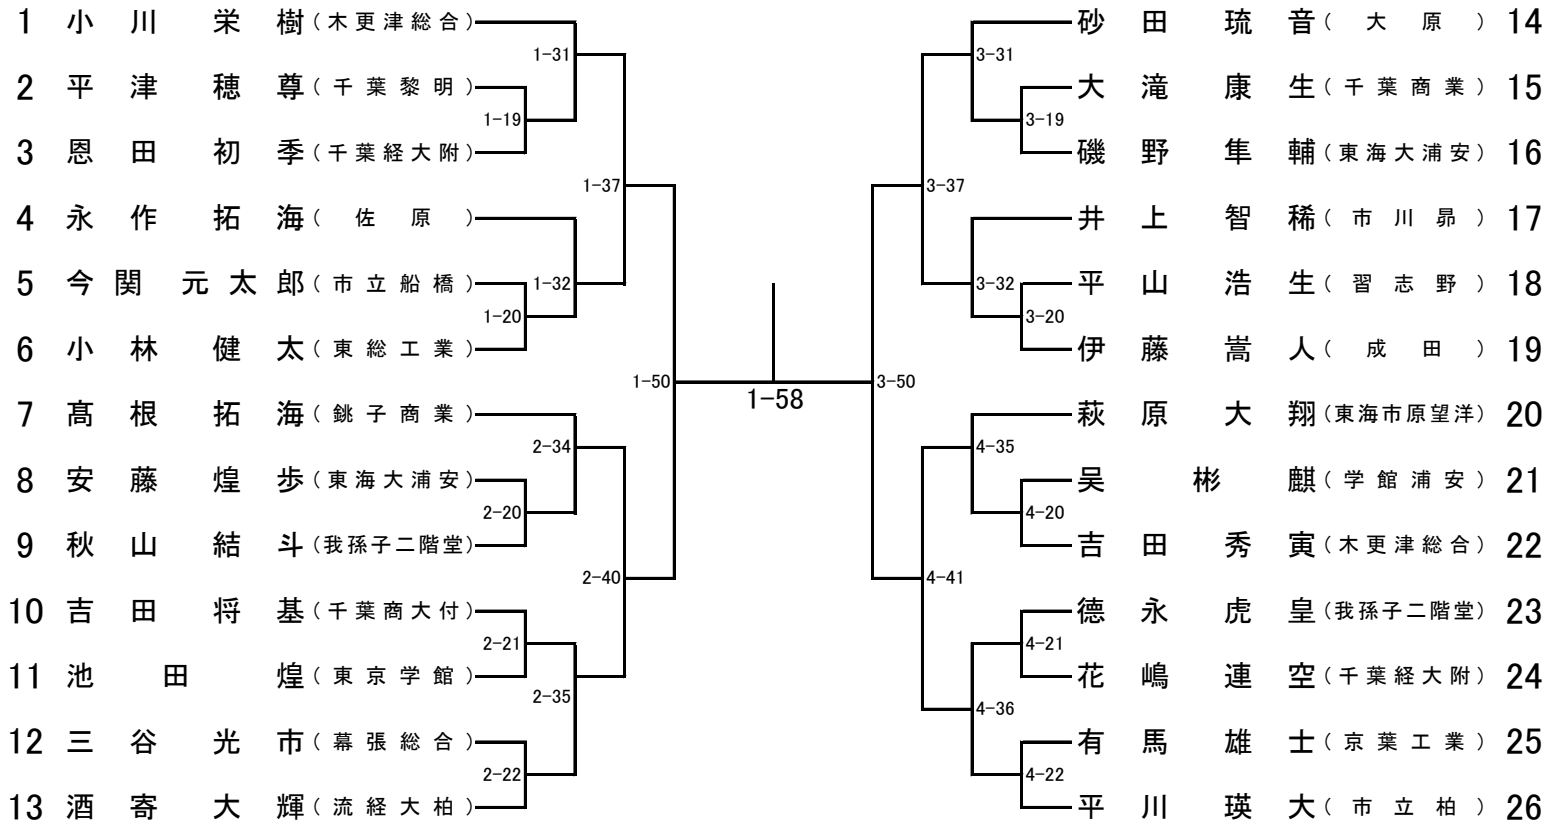 1 小川 栄樹 (木更津総合)
1-31
2 平津 穂尊 (千葉黎明)
1-19
3 恩田 初季 (千葉経大附)
1-37
4 永作 拓海 (佐原)
5 今関 元太郎 (市立船橋)
1-32
1-20
6 小林 健太 (東総工業)
1-50
7 髙根 拓海 (銚子商業)
2-34
8 安藤 煌歩 (東海大浦安)
2-20
9 秋山 結斗 (我孫子二階堂)
2-40
10 吉田 将基 (千葉商大付)
2-21
11 池田 煌 (東京学館)
2-35
12 三谷 光市 (幕張総合)
2-22
13 酒寄 大輝 (流経大柏)
1-58
砂田 琉音 (大原) 14
3-31
大滝 康生 (千葉商業) 15
3-19
磯野 隼輔 (東海大浦安) 16
3-37
井上 智稀 (市川昴) 17
平山 浩生 (習志野) 18
3-32
3-20
伊藤 嵩人 (成田) 19
3-50
萩原 大翔 (東海市原望洋) 20
4-35
吴 彬麒 (学館浦安) 21
4-20
吉田 秀寅 (木更津総合) 22
4-41
德永 虎皇 (我孫子二階堂) 23
4-21
花嶋 連空 (千葉経大附) 24
4-36
有馬 雄士 (京葉工業) 25
4-22
平川 瑛大 (市立柏) 26